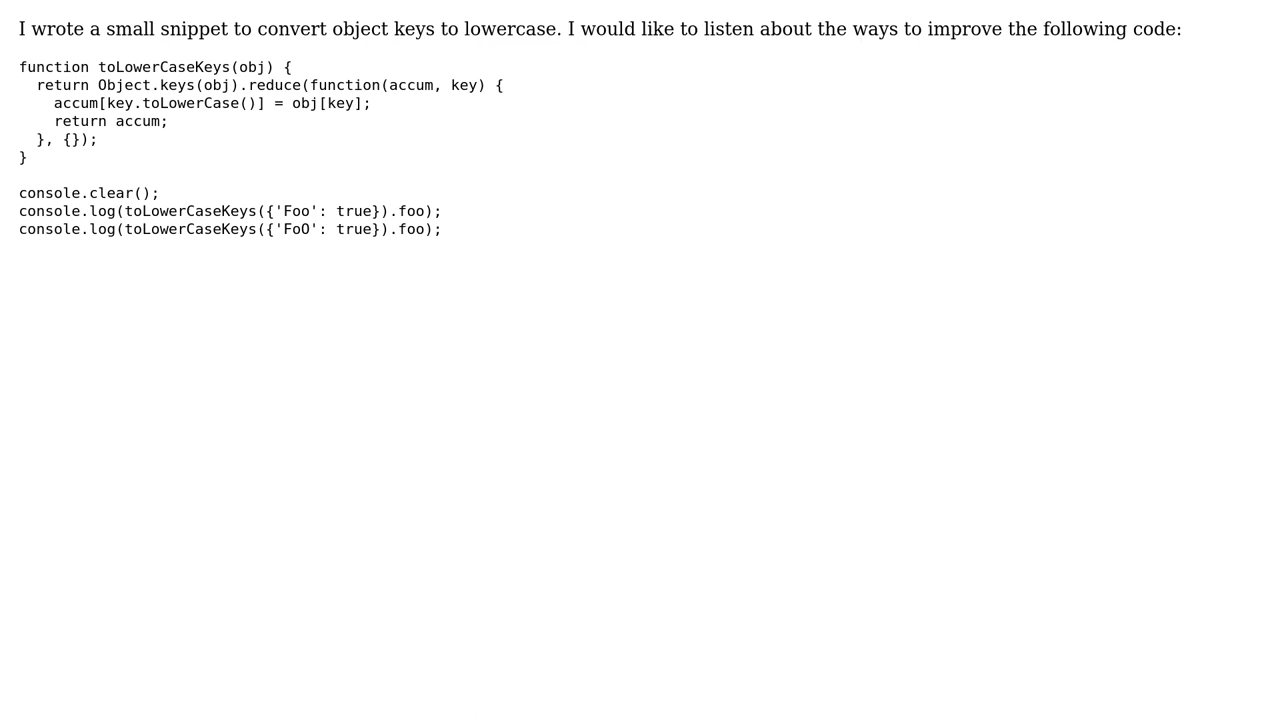 I wrote a small snippet to convert object keys to lowercase. I would like to listen about the ways to improve the following code:
function toLowerCaseKeys(obj) {
  return Object.keys(obj).reduce(function(accum, key) {
    accum[key.toLowerCase()] = obj[key];
    return accum;
  }, {});
}

console.clear();
console.log(toLowerCaseKeys({'Foo': true}).foo);
console.log(toLowerCaseKeys({'FoO': true}).foo);